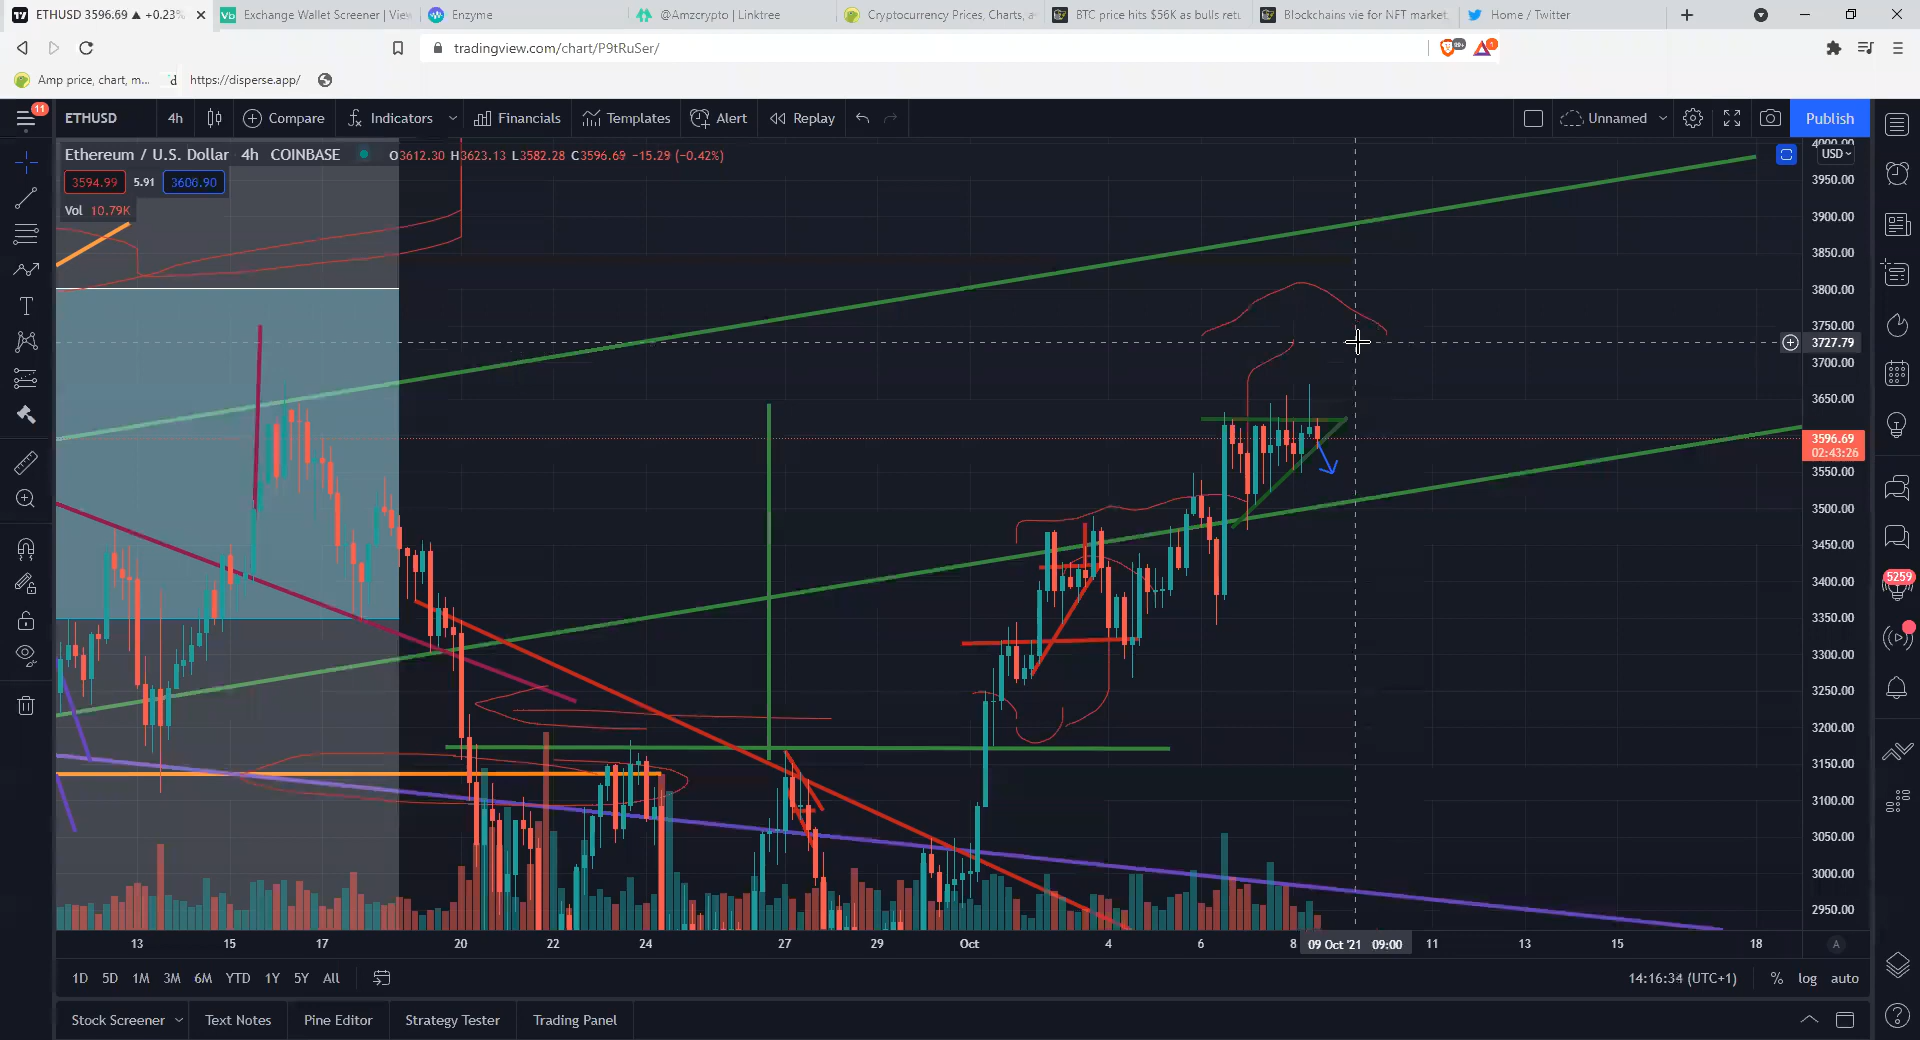 ETHUSD 3596.69 ▲ +0.23%
Exchange Wallet Screener | View
Enzyme
@Amzcrypto | Linktree
Cryptocurrency Prices, Charts, a
BTC price hits $56K as bulls retu
Blockchains vie for NFT market,
Home / Twitter
tradingview.com/chart/P9tRuSer/
99+
1
Amp price, chart, m...
d https://disperse.app/
11
ETHUSD
4h
Compare
Indicators
Financials
Templates
Alert
Replay
Unnamed
Publish
Ethereum / U.S. Dollar 4h COINBASE
O3612.30 H3623.13 L3582.28 C3596.69 −15.29 (−0.42%)
3594.99 5.91 3606.90
Vol 10.79K
4000.00
USD
3950.00
3900.00
3850.00
3800.00
3750.00
3727.79
3700.00
3650.00
3596.69
02:43:26
3550.00
3500.00
3450.00
3400.00
3350.00
3300.00
3250.00
3200.00
3150.00
3100.00
3050.00
3000.00
2950.00
5259
13 15 17 20 22 24 27 29 Oct 4 6 8 09 Oct '21 09:00 11 13 15 18
A
1D 5D 1M 3M 6M YTD 1Y 5Y All
14:16:34 (UTC+1)
% log auto
Stock Screener
Text Notes
Pine Editor
Strategy Tester
Trading Panel